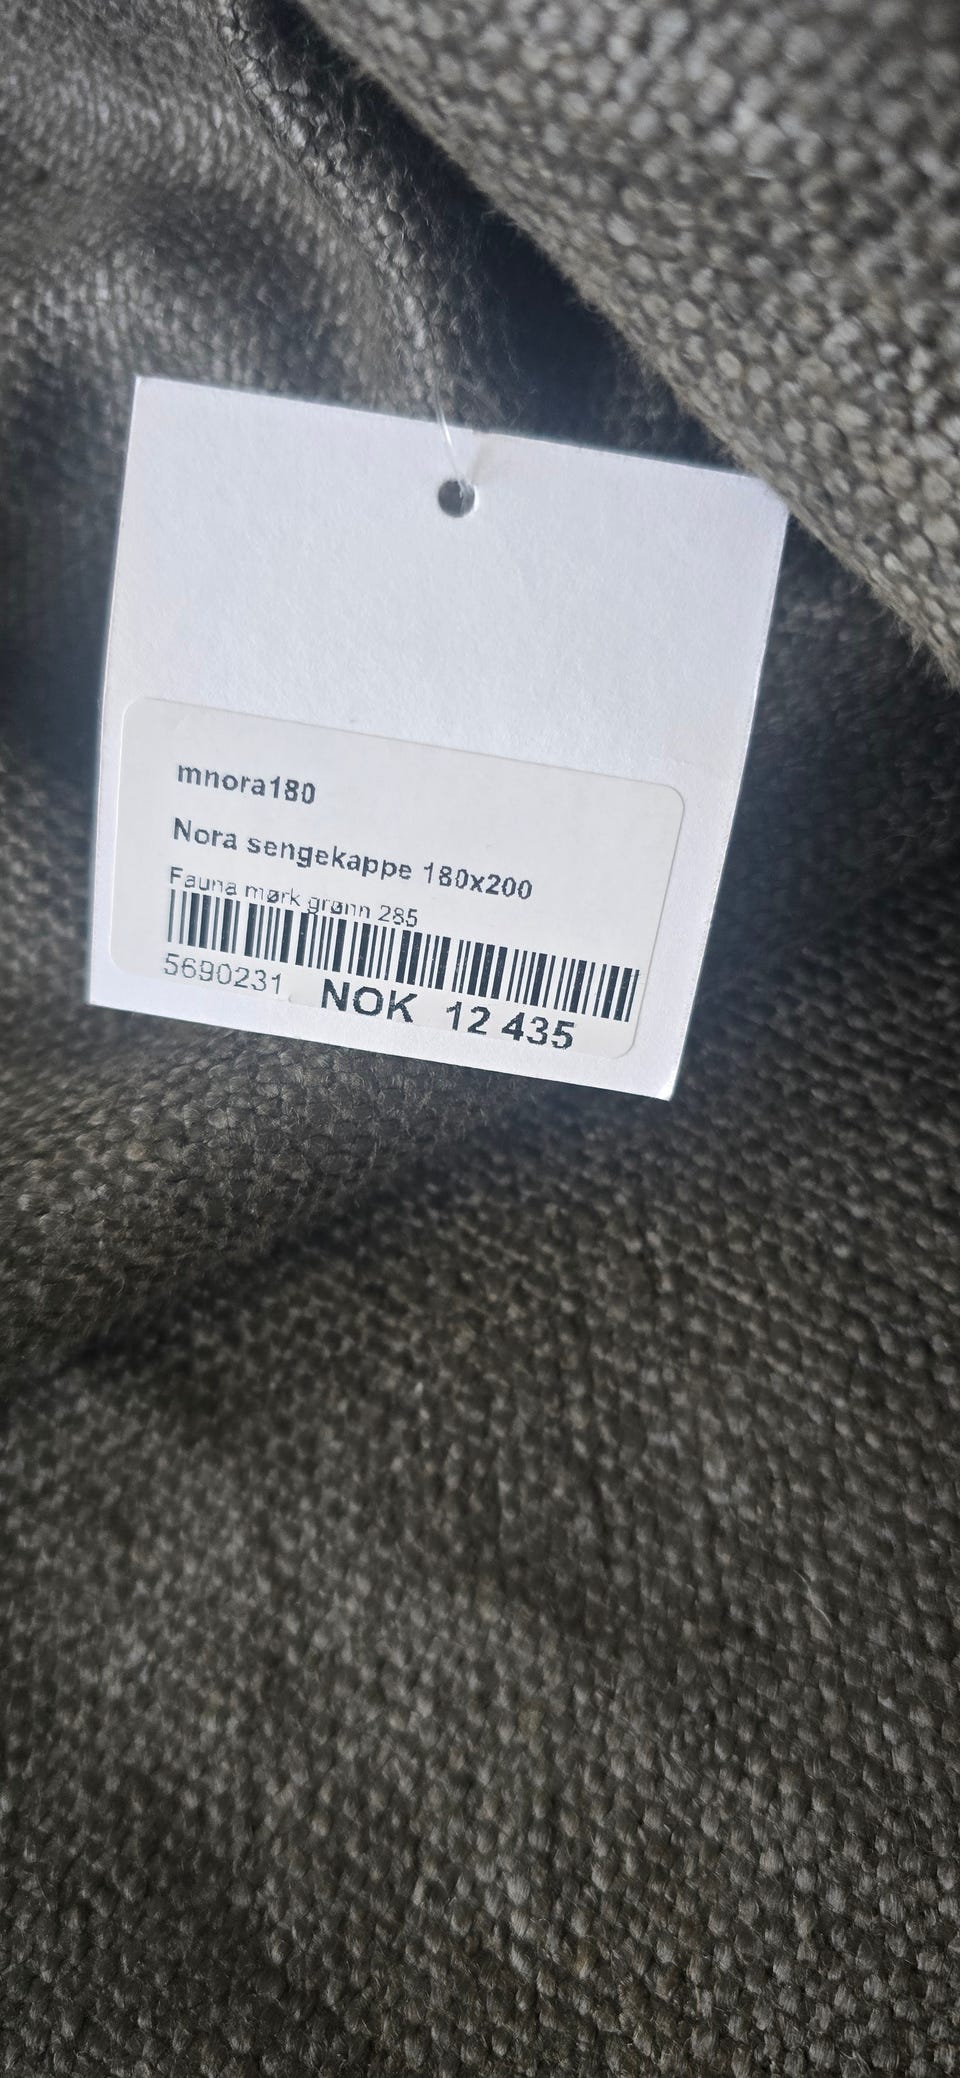 mnora180
Nora sengekappe 180x200
Fauna mørk grønn 285
5690231 NOK 12 435